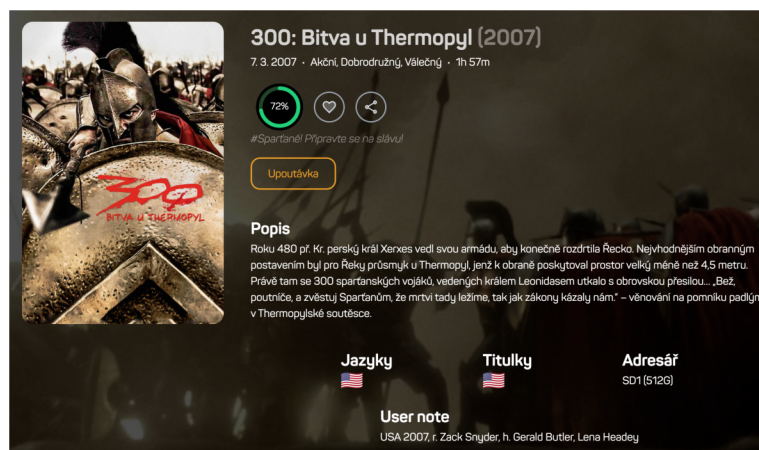 300: Bitva u Thermopyl (2007)
7. 3. 2007 • Akční, Dobrodružný, Válečný • 1h 57m
72%
#Sparťané! Připravte se na slávu!
Upoutávka
300
BITVA U THERMOPYL
Popis
Roku 480 př. Kr. perský král Xerxes vedl svou armádu, aby konečně rozdrtila Řecko. Nejvhodnějším obranným
postavením byl pro Řeky průsmyk u Thermopyl, jenž k obraně poskytoval prostor velký méně než 4,5 metru.
Právě tam se 300 sparťanských vojáků, vedených králem Leonidasem utkalo s obrovskou přesilou... „Bež,
poutníče, a zvěstuj Sparťanům, že mrtvi tady ležíme, tak jak zákony kázaly nám." – věnování na pomníku padlým
v Thermopylské soutěsce.
Jazyky
Titulky
Adresář
SD1 (512G)
User note
USA 2007, r. Zack Snyder, h. Gerald Butler, Lena Headey